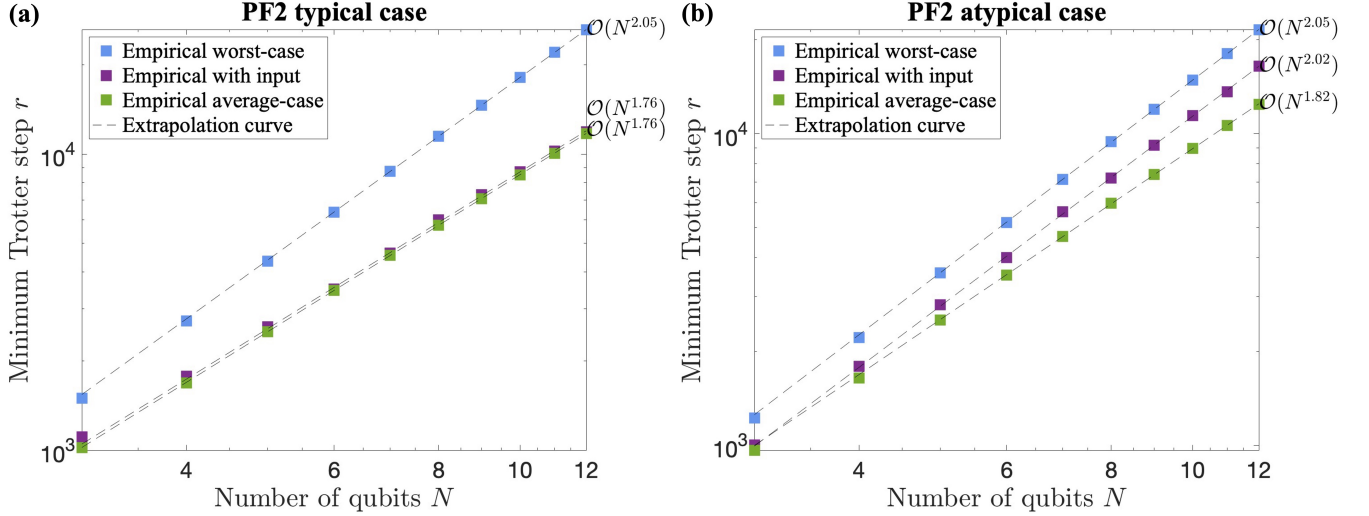 (a)
PF2 typical case
Empirical worst-case
Empirical with input
Empirical average-case
Extrapolation curve
𝒪(N^2.05)
𝒪(N^1.76)
𝒪(N^1.76)
Minimum Trotter step r
10^4
10^3
4 6 8 10 12
Number of qubits N
(b)
PF2 atypical case
Empirical worst-case
Empirical with input
Empirical average-case
Extrapolation curve
𝒪(N^2.05)
𝒪(N^2.02)
𝒪(N^1.82)
Minimum Trotter step r
10^4
10^3
4 6 8 10 12
Number of qubits N